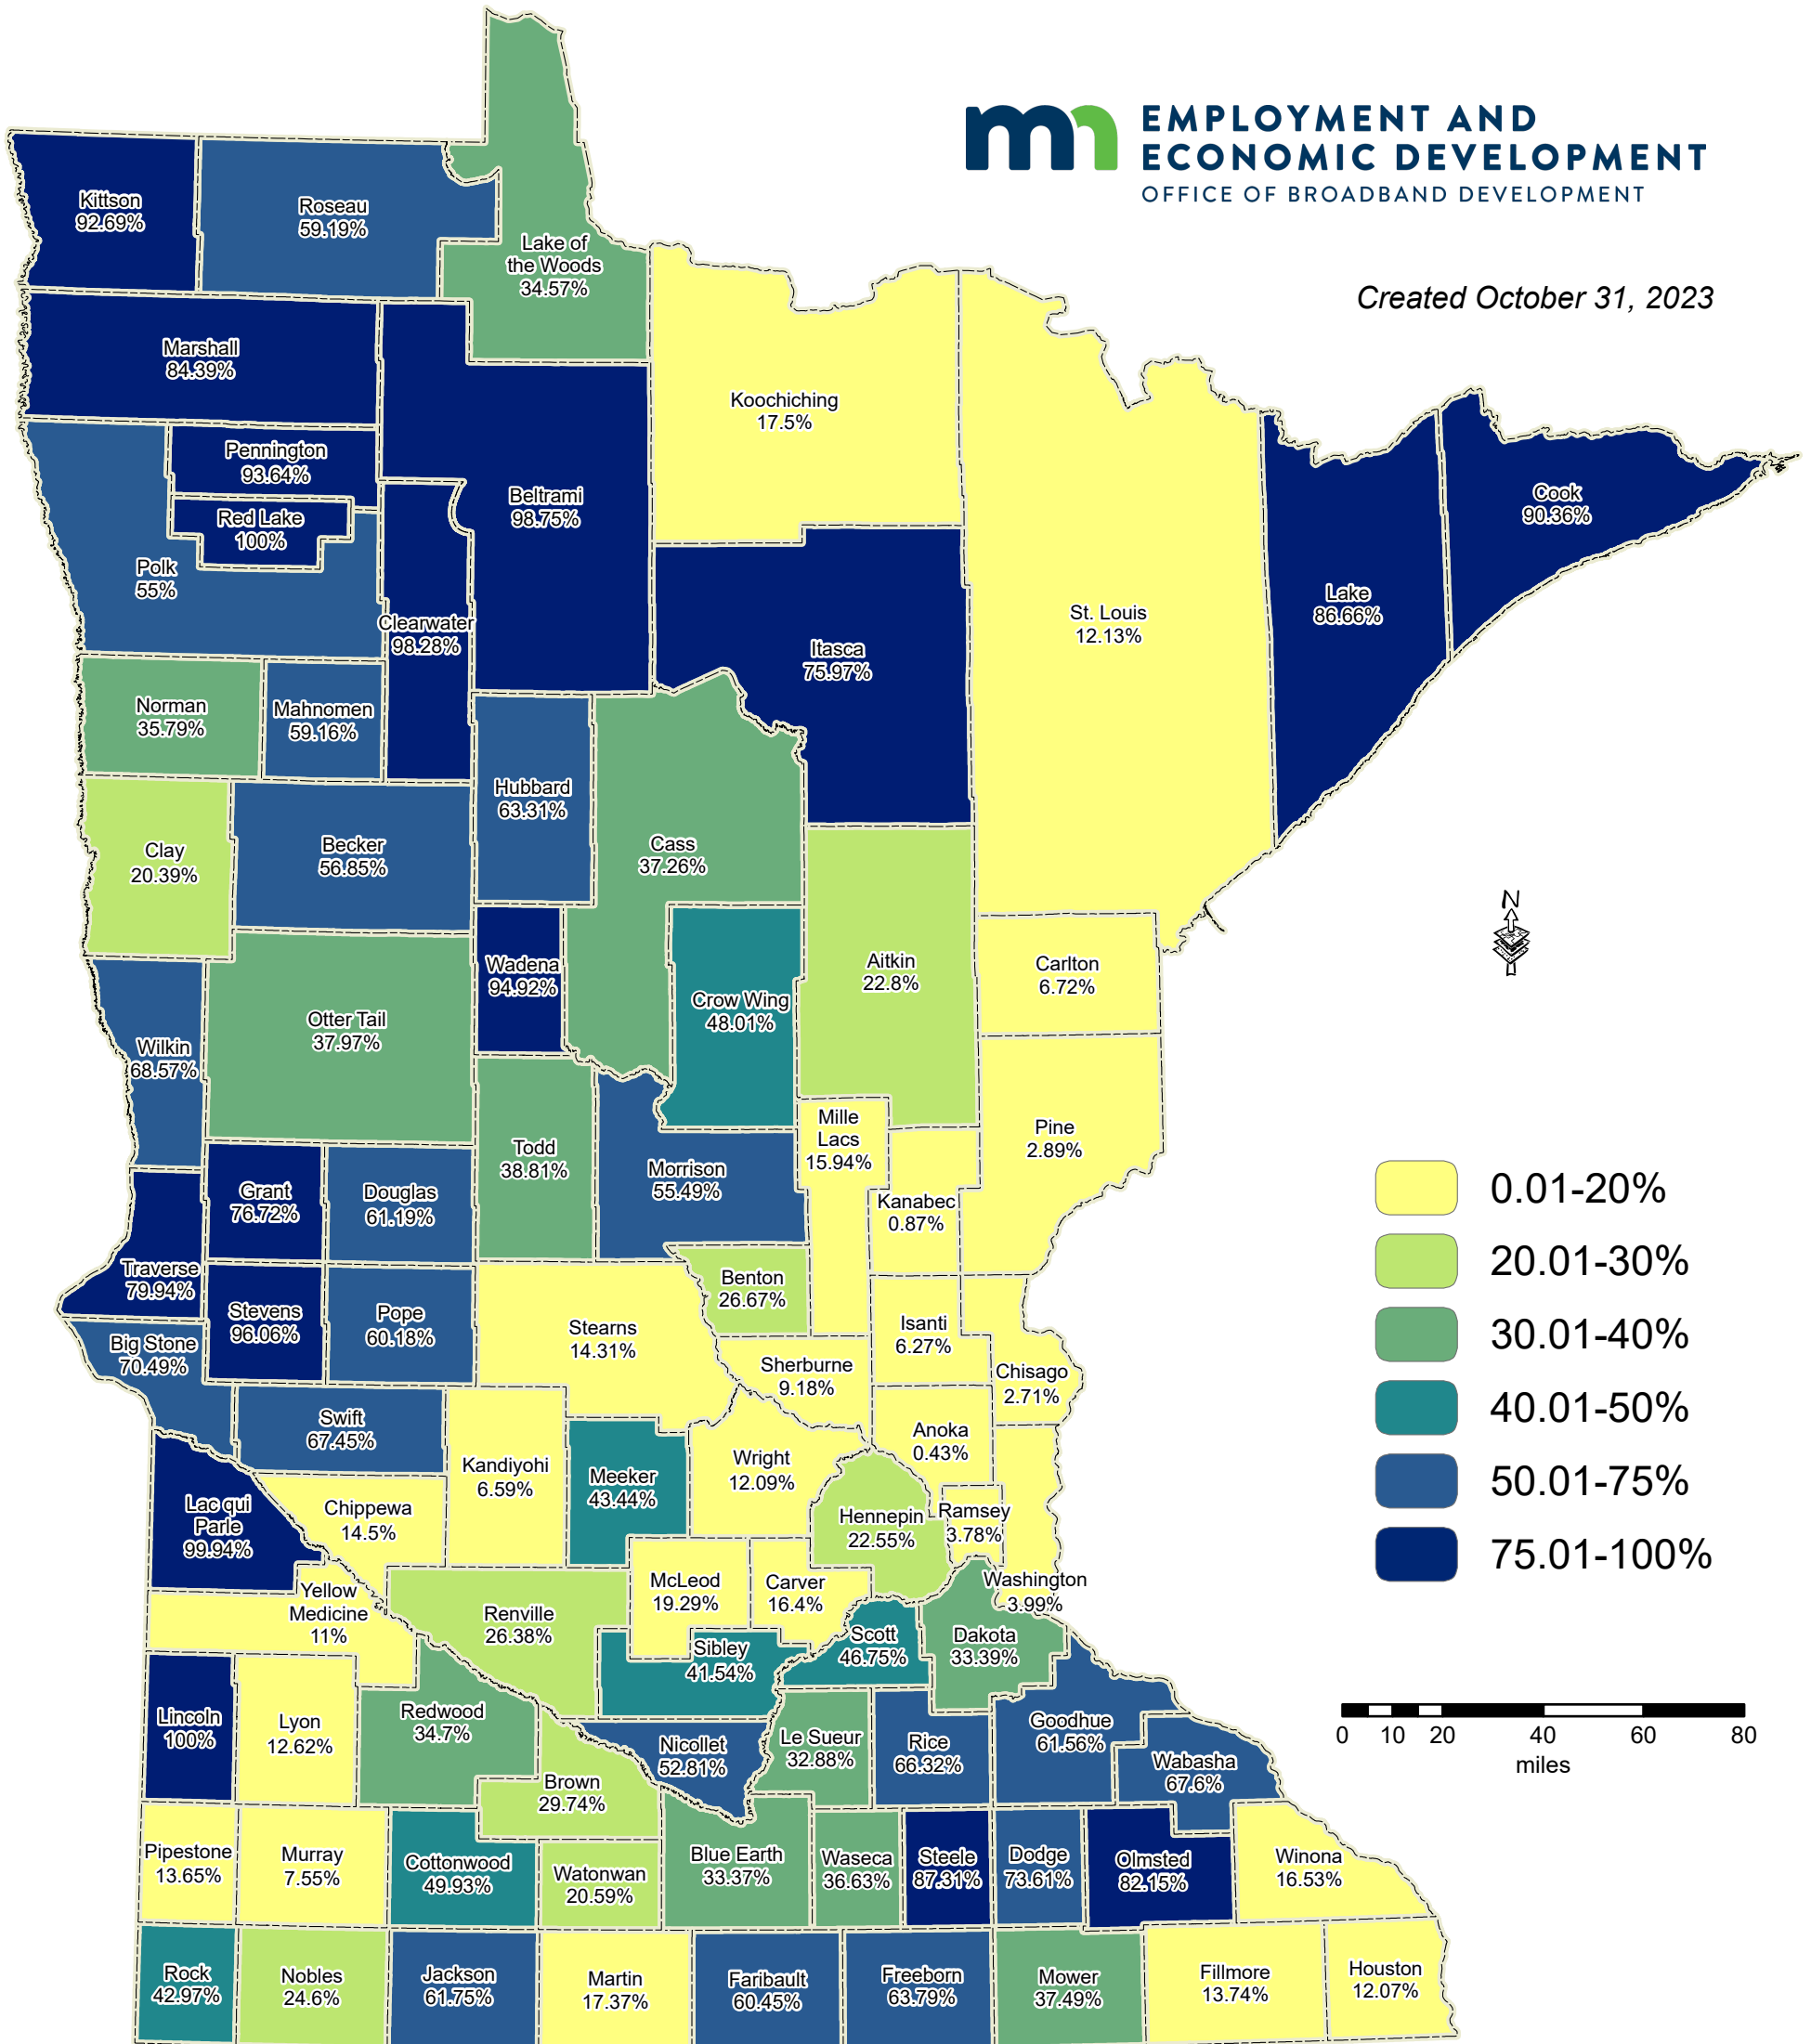 EMPLOYMENT AND
ECONOMIC DEVELOPMENT
OFFICE OF BROADBAND DEVELOPMENT
Created October 31, 2023
Kittson
92.69%
Roseau
59.19%
Lake of
the Woods
34.57%
Marshall
84.39%
Koochiching
17.5%
Pennington
93.64%
Red Lake
100%
Beltrami
98.75%
Cook
90.36%
Polk
55%
Lake
86.66%
St. Louis
12.13%
Clearwater
98.28%
Itasca
75.97%
Norman
35.79%
Mahnomen
59.16%
Hubbard
63.31%
Clay
20.39%
Becker
56.85%
Cass
37.26%
N
Wadena
94.92%
Aitkin
22.8%
Carlton
6.72%
Crow Wing
48.01%
Otter Tail
37.97%
Wilkin
68.57%
Mille
Lacs
15.94%
Pine
2.89%
Todd
38.81%
Morrison
55.49%
Grant
76.72%
Douglas
61.19%
Kanabec
0.87%
0.01-20%
20.01-30%
30.01-40%
40.01-50%
50.01-75%
75.01-100%
Traverse
79.94%
Benton
26.67%
Stevens
96.06%
Pope
60.18%
Stearns
14.31%
Isanti
6.27%
Big Stone
70.49%
Sherburne
9.18%
Chisago
2.71%
Swift
67.45%
Anoka
0.43%
Wright
12.09%
Kandiyohi
6.59%
Meeker
43.44%
Lac qui
Parle
99.94%
Chippewa
14.5%
Hennepin
22.55%
Ramsey
3.78%
Washington
3.99%
Yellow
Medicine
11%
McLeod
19.29%
Carver
16.4%
Renville
26.38%
Sibley
41.54%
Scott
46.75%
Dakota
33.39%
Lincoln
100%
Lyon
12.62%
Redwood
34.7%
Nicollet
52.81%
Le Sueur
32.88%
Rice
66.32%
Goodhue
61.56%
Wabasha
67.6%
0 10 20 40 60 80
miles
Brown
29.74%
Pipestone
13.65%
Murray
7.55%
Cottonwood
49.93%
Watonwan
20.59%
Blue Earth
33.37%
Waseca
36.63%
Steele
87.31%
Dodge
73.61%
Olmsted
82.15%
Winona
16.53%
Rock
42.97%
Nobles
24.6%
Jackson
61.75%
Martin
17.37%
Faribault
60.45%
Freeborn
63.79%
Mower
37.49%
Fillmore
13.74%
Houston
12.07%